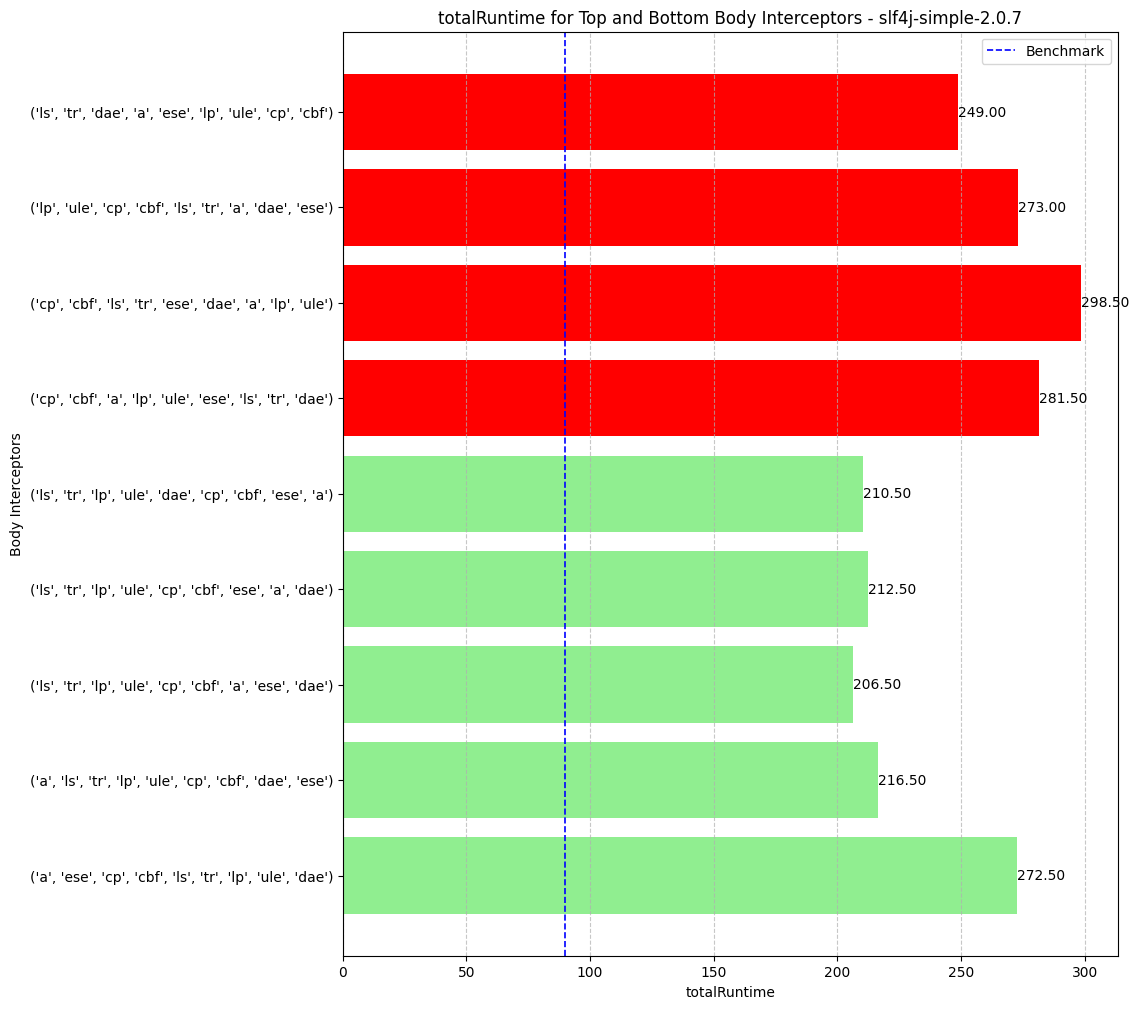 totalRuntime for Top and Bottom Body Interceptors - slf4j-simple-2.0.7
Benchmark
('ls', 'tr', 'dae', 'a', 'ese', 'lp', 'ule', 'cp', 'cbf')
249.00
('lp', 'ule', 'cp', 'cbf', 'ls', 'tr', 'a', 'dae', 'ese')
273.00
('cp', 'cbf', 'ls', 'tr', 'ese', 'dae', 'a', 'lp', 'ule')
298.50
('cp', 'cbf', 'a', 'lp', 'ule', 'ese', 'ls', 'tr', 'dae')
281.50
('ls', 'tr', 'lp', 'ule', 'dae', 'cp', 'cbf', 'ese', 'a')
210.50
('ls', 'tr', 'lp', 'ule', 'cp', 'cbf', 'ese', 'a', 'dae')
212.50
('ls', 'tr', 'lp', 'ule', 'cp', 'cbf', 'a', 'ese', 'dae')
206.50
('a', 'ls', 'tr', 'lp', 'ule', 'cp', 'cbf', 'dae', 'ese')
216.50
('a', 'ese', 'cp', 'cbf', 'ls', 'tr', 'lp', 'ule', 'dae')
272.50
Body Interceptors
0 50 100 150 200 250 300
totalRuntime